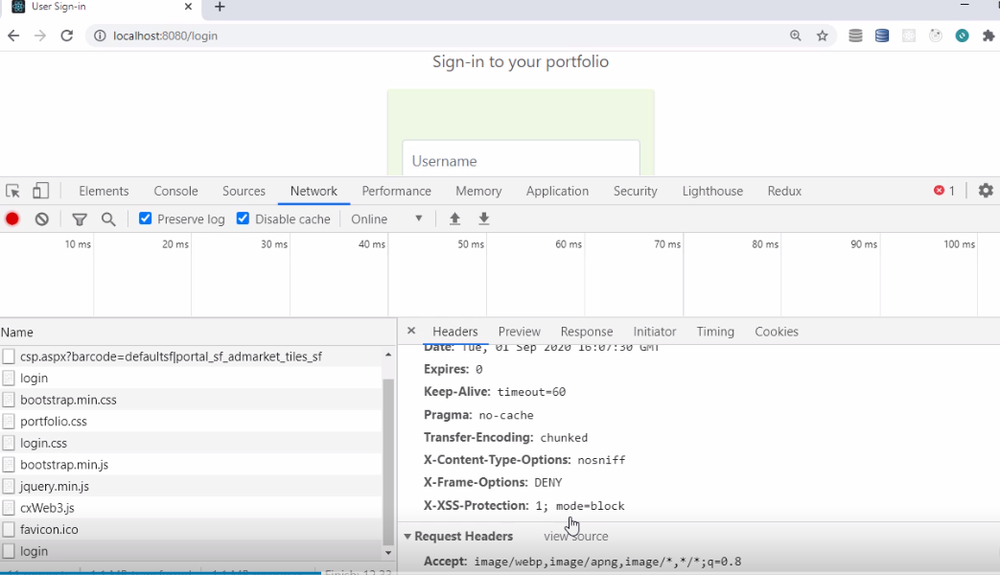 User Sign-in
localhost:8080/login
Sign-in to your portfolio
Username
Elements Console Sources Network Performance Memory Application Security Lighthouse Redux 1
Preserve log Disable cache Online
10 ms 20 ms 30 ms 40 ms 50 ms 60 ms 70 ms 80 ms 90 ms 100 ms
Name
csp.aspx?barcode=defaultsf|portal_sf_admarket_tiles_sf
login
bootstrap.min.css
portfolio.css
login.css
bootstrap.min.js
jquery.min.js
cxWeb3.js
favicon.ico
login
Headers Preview Response Initiator Timing Cookies
Date: Tue, 01 Sep 2020 16:07:30 GMT
Expires: 0
Keep-Alive: timeout=60
Pragma: no-cache
Transfer-Encoding: chunked
X-Content-Type-Options: nosniff
X-Frame-Options: DENY
X-XSS-Protection: 1; mode=block
Request Headers view source
Accept: image/webp,image/apng,image/*,*/*;q=0.8